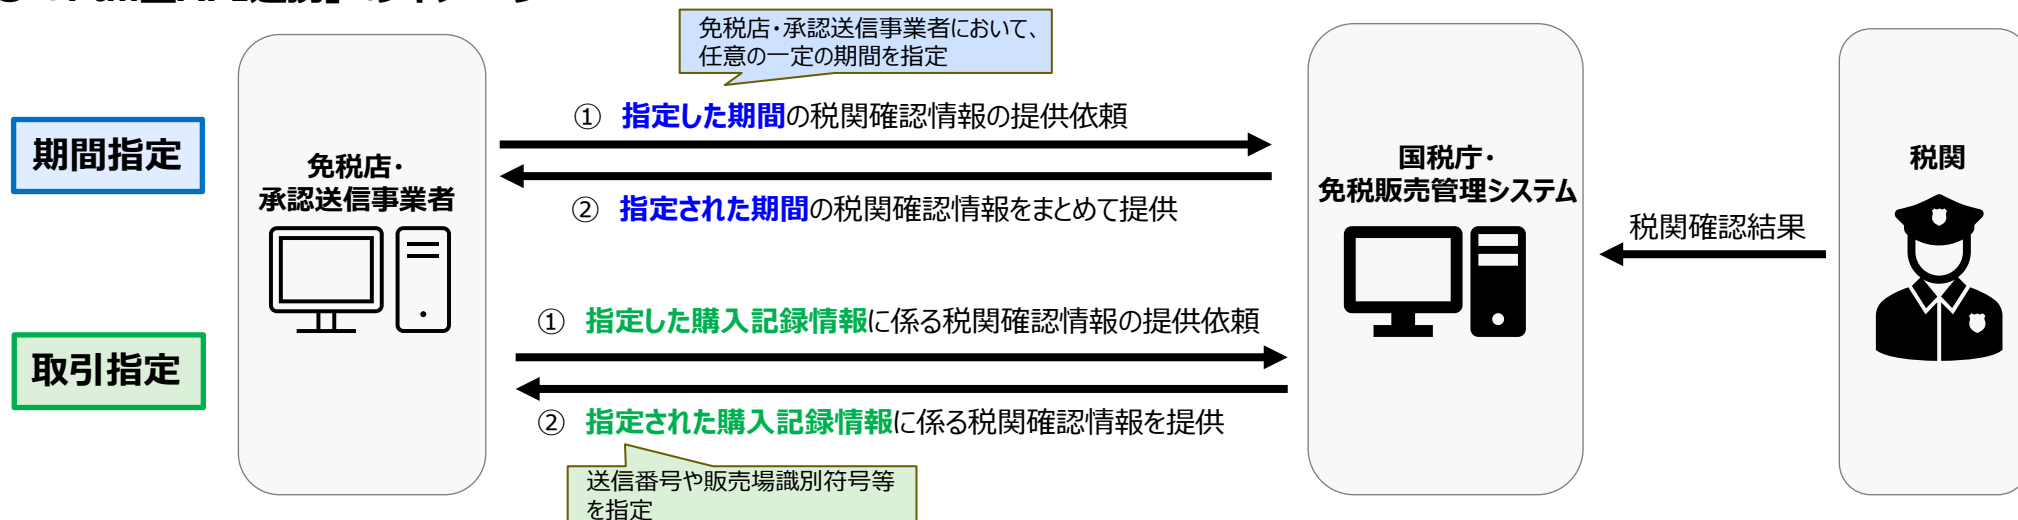 免税店・承認送信事業者において、
任意の一定の期間を指定
期間指定
免税店・
承認送信事業者
① 指定した期間の税関確認情報の提供依頼
② 指定された期間の税関確認情報をまとめて提供
国税庁・
免税販売管理システム
税関
税関確認結果
取引指定
① 指定した購入記録情報に係る税関確認情報の提供依頼
② 指定された購入記録情報に係る税関確認情報を提供
送信番号や販売場識別符号等
を指定